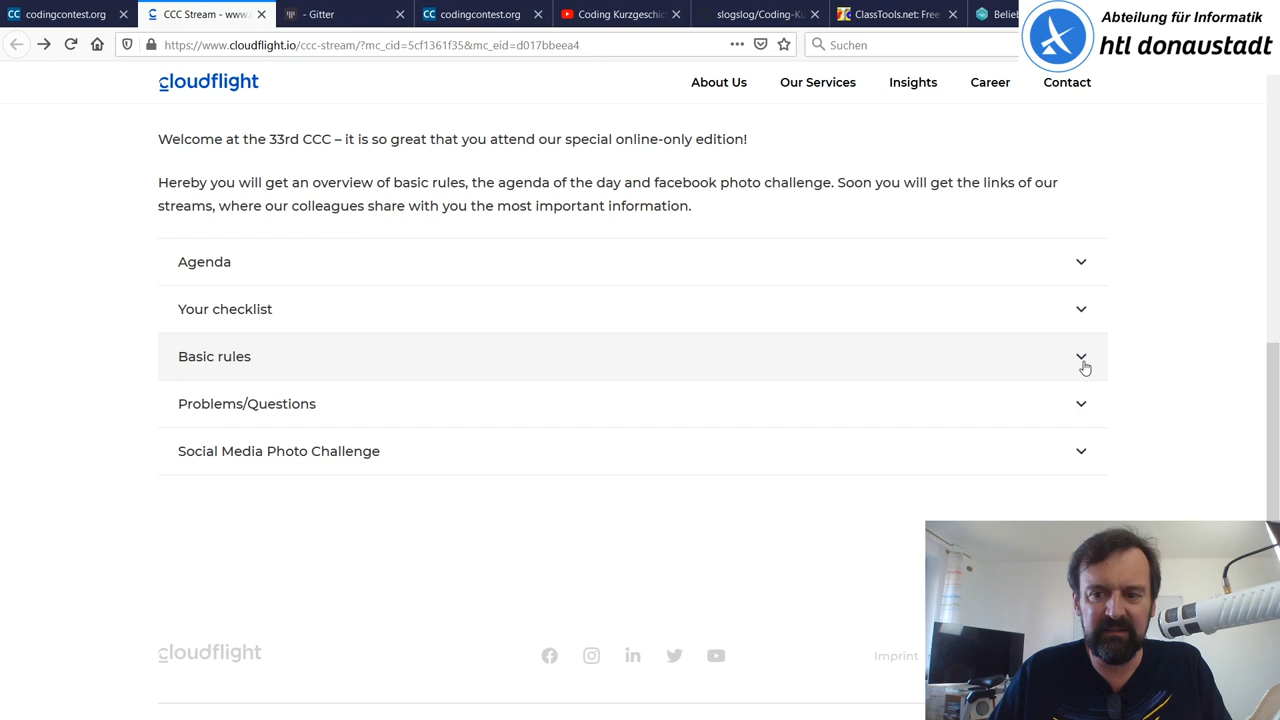 codingcontest.org
CCC Stream - www.
- Gitter
codingcontest.org
Coding Kurzgeschic
slogslog/Coding-Ku
ClassTools.net: Free
Belieb
https://www.cloudflight.io/ccc-stream/?mc_cid=5cf1361f35&mc_eid=d017bbeea4
Suchen
Abteilung für Informatik
htl donaustadt
cloudflight
About Us
Our Services
Insights
Career
Contact
Welcome at the 33rd CCC – it is so great that you attend our special online-only edition!
Hereby you will get an overview of basic rules, the agenda of the day and facebook photo challenge. Soon you will get the links of our
streams, where our colleagues share with you the most important information.
Agenda
Your checklist
Basic rules
Problems/Questions
Social Media Photo Challenge
cloudflight
Imprint